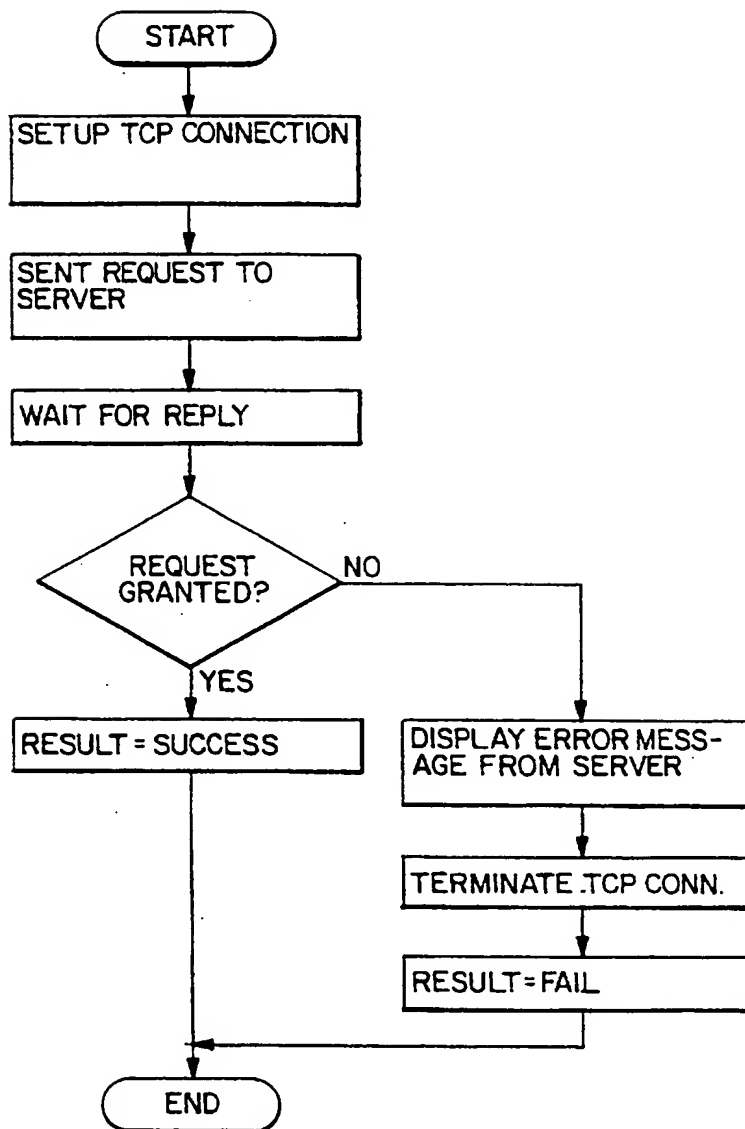 START
SETUP TCP CONNECTION
SENT REQUEST TO
SERVER
WAIT FOR REPLY
REQUEST
GRANTED?
NO
YES
RESULT = SUCCESS
DISPLAY ERROR MESS-
AGE FROM SERVER
TERMINATE TCP CONN.
RESULT = FAIL
END